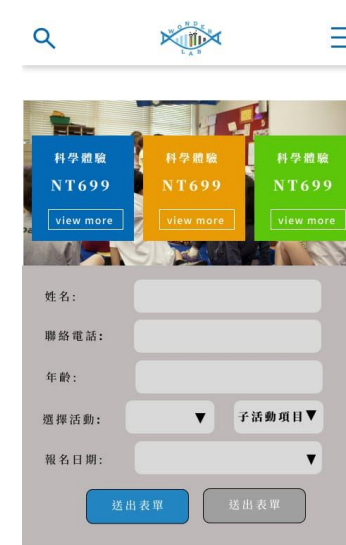 WONDER
LAB
科學體驗 科學體驗 科學體驗
NT699 NT699 NT699
view more view more view more
姓名:
聯絡電話:
年齡:
選擇活動: ▼ 子活動項目▼
報名日期: ▼
送出表單 送出表單